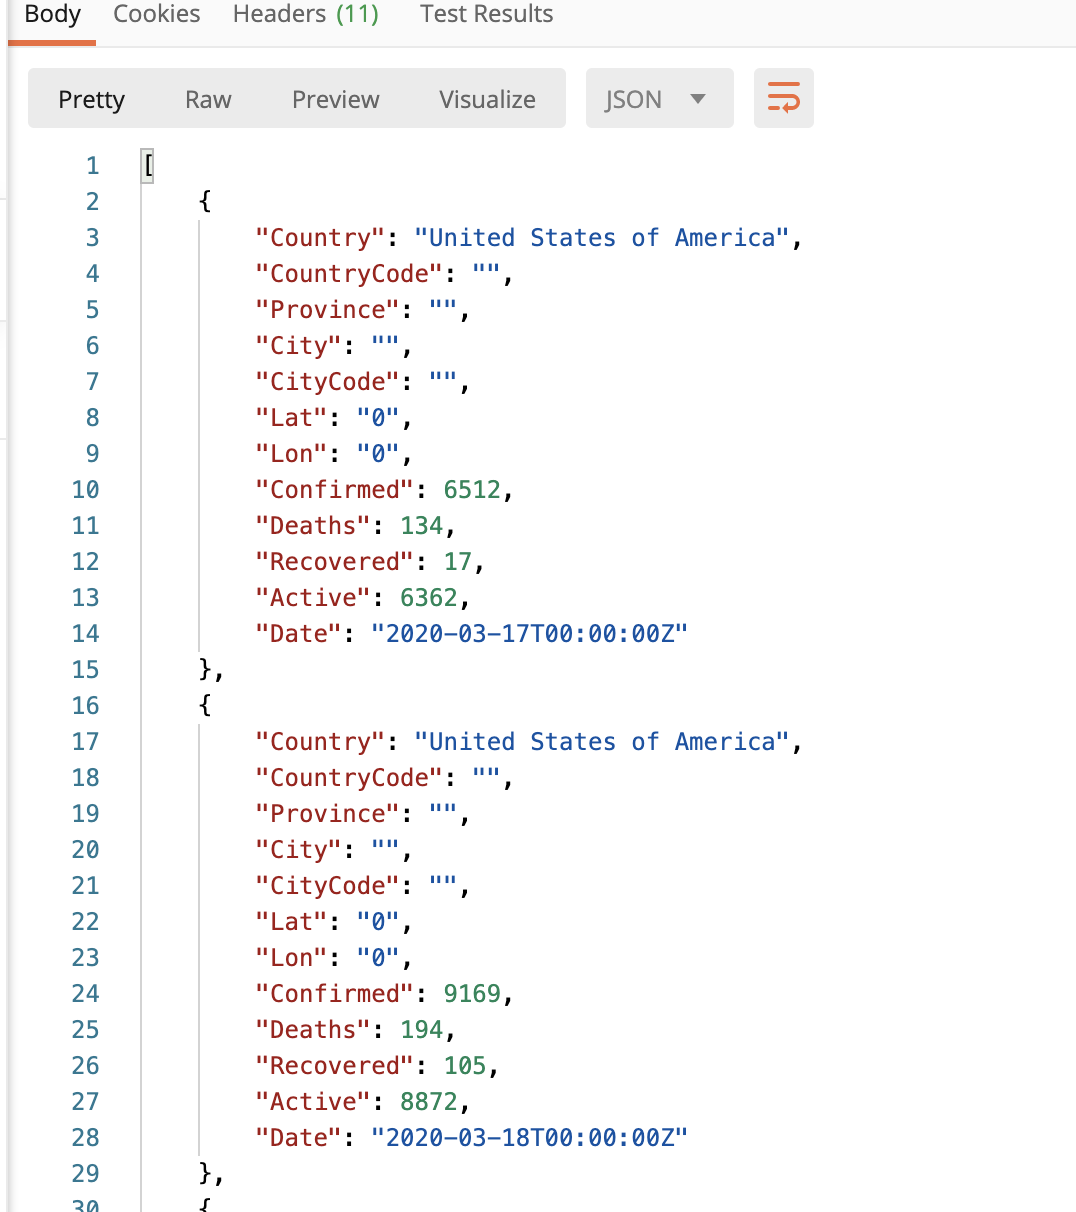 Body Cookies Headers (11) Test Results
Pretty Raw Preview Visualize JSON
1 [
2 {
3 "Country": "United States of America",
4 "CountryCode": "",
5 "Province": "",
6 "City": "",
7 "CityCode": "",
8 "Lat": "0",
9 "Lon": "0",
10 "Confirmed": 6512,
11 "Deaths": 134,
12 "Recovered": 17,
13 "Active": 6362,
14 "Date": "2020-03-17T00:00:00Z"
15 },
16 {
17 "Country": "United States of America",
18 "CountryCode": "",
19 "Province": "",
20 "City": "",
21 "CityCode": "",
22 "Lat": "0",
23 "Lon": "0",
24 "Confirmed": 9169,
25 "Deaths": 194,
26 "Recovered": 105,
27 "Active": 8872,
28 "Date": "2020-03-18T00:00:00Z"
29 },
30 {